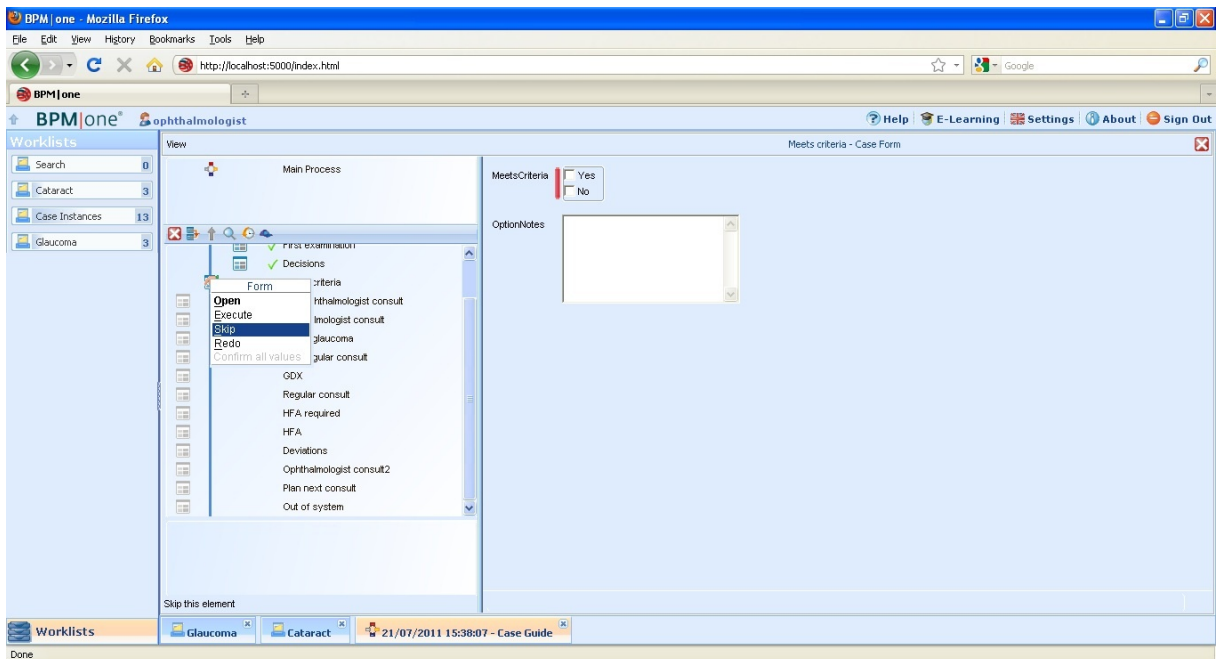 BPM|one - Mozilla Firefox
File Edit View History Bookmarks Tools Help
http://localhost:5000/index.html
Google
BPM|one
BPM|one® ophthalmologist
Help E-Learning Settings About Sign Out
Worklists
View
Meets criteria - Case Form
Search 0
Cataract 3
Case Instances 13
Glaucoma 3
Main Process
First examination
Decisions
criteria
hthalmologist consult
lmologist consult
glaucoma
gular consult
GDX
Regular consult
HFA required
HFA
Deviations
Ophthalmologist consult2
Plan next consult
Out of system
Form
Open
Execute
Skip
Redo
Confirm all values
Skip this element
MeetsCriteria
Yes
No
OptionNotes
Worklists
Glaucoma
Cataract
21/07/2011 15:38:07 - Case Guide
Done